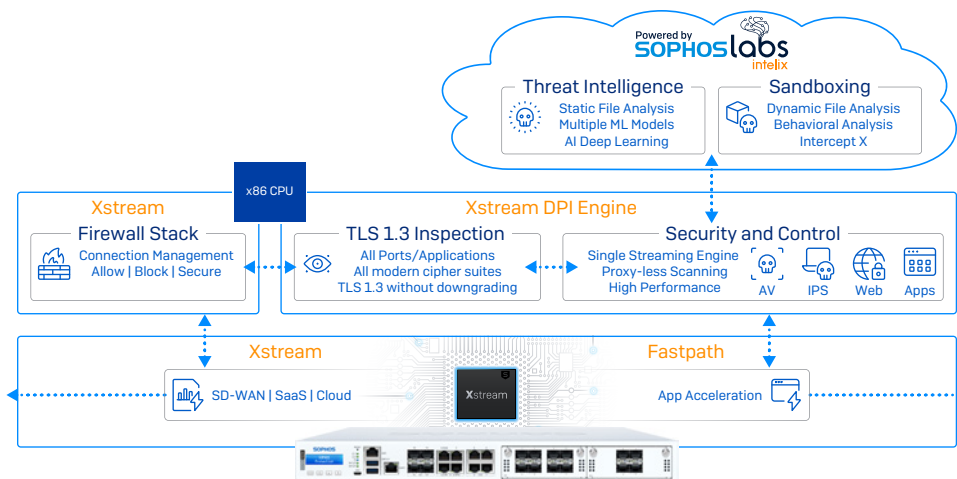 Powered by
SOPHOSlabs
intelix
Threat Intelligence
Static File Analysis
Multiple ML Models
AI Deep Learning
Sandboxing
Dynamic File Analysis
Behavioral Analysis
Intercept X
x86 CPU
Xstream
Firewall Stack
Connection Management
Allow | Block | Secure
Xstream DPI Engine
TLS 1.3 Inspection
All Ports/Applications
All modern cipher suites
TLS 1.3 without downgrading
Security and Control
Single Streaming Engine
Proxy-less Scanning
High Performance
AV
IPS
Web
Apps
Xstream
Fastpath
SD-WAN | SaaS | Cloud
Xstream
App Acceleration
SOPHOS